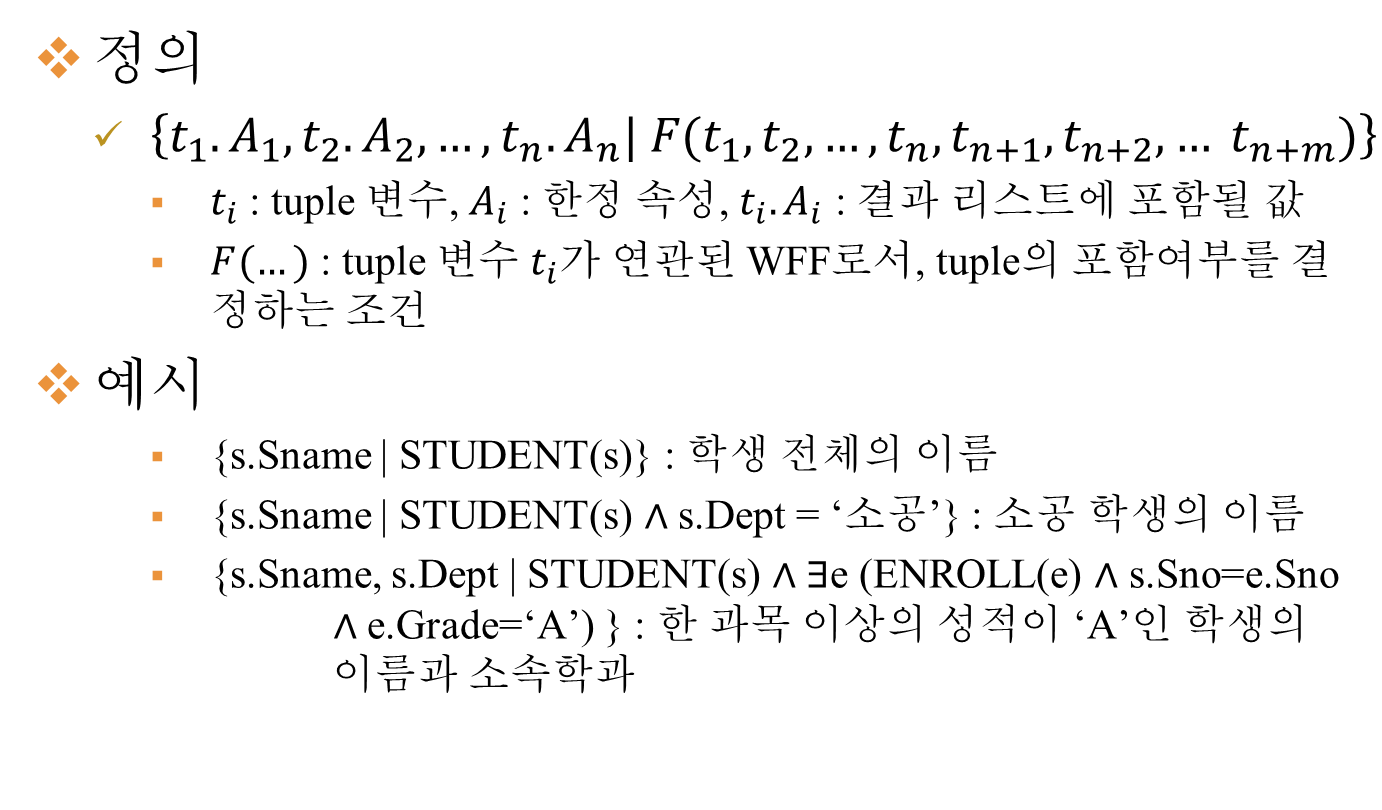 ❖ 정의
✓ {t₁.A₁, t₂.A₂, …, tₙ.Aₙ| F(t₁, t₂, …, tₙ, tₙ₊₁, tₙ₊₂, … tₙ₊ₘ)}
▪ tᵢ : tuple 변수, Aᵢ : 한정 속성, tᵢ.Aᵢ : 결과 리스트에 포함될 값
▪ F(…) : tuple 변수 tᵢ가 연관된 WFF로서, tuple의 포함여부를 결
정하는 조건
❖ 예시
▪ {s.Sname | STUDENT(s)} : 학생 전체의 이름
▪ {s.Sname | STUDENT(s) ∧ s.Dept = ‘소공’} : 소공 학생의 이름
▪ {s.Sname, s.Dept | STUDENT(s) ∧ ∃e (ENROLL(e) ∧ s.Sno=e.Sno
∧ e.Grade=‘A’) } : 한 과목 이상의 성적이 ‘A’인 학생의
이름과 소속학과